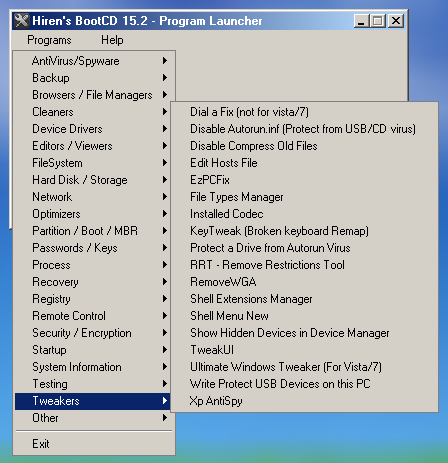 Hiren's BootCD 15.2 - Program Launcher
Programs Help
AntiVirus/Spyware
Backup
Browsers / File Managers
Cleaners
Device Drivers
Editors / Viewers
FileSystem
Hard Disk / Storage
Network
Optimizers
Partition / Boot / MBR
Passwords / Keys
Process
Recovery
Registry
Remote Control
Security / Encryption
Startup
System Information
Testing
Tweakers
Other
Exit
Dial a Fix (not for vista/7)
Disable Autorun.inf (Protect from USB/CD virus)
Disable Compress Old Files
Edit Hosts File
EzPCFix
File Types Manager
Installed Codec
KeyTweak (Broken keyboard Remap)
Protect a Drive from Autorun Virus
RRT - Remove Restrictions Tool
RemoveWGA
Shell Extensions Manager
Shell Menu New
Show Hidden Devices in Device Manager
TweakUI
Ultimate Windows Tweaker (For Vista/7)
Write Protect USB Devices on this PC
Xp AntiSpy